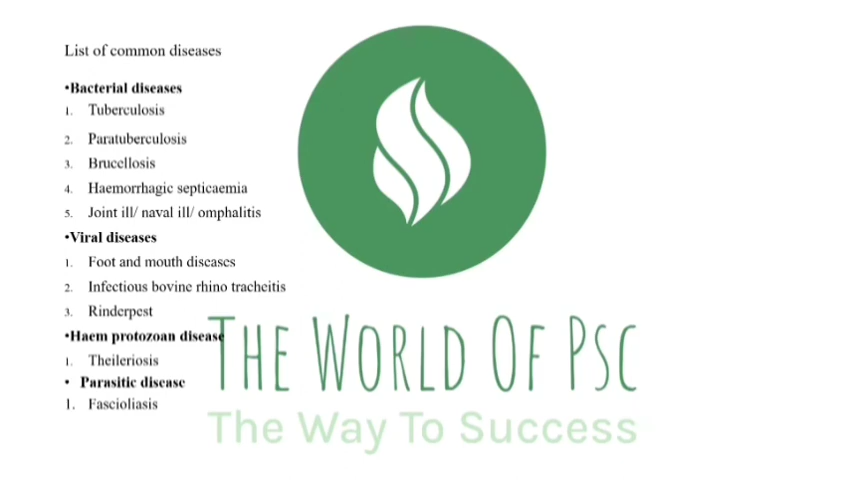 List of common diseases
•Bacterial diseases
1. Tuberculosis
2. Paratuberculosis
3. Brucellosis
4. Haemorrhagic septicaemia
5. Joint ill/ naval ill/ omphalitis
•Viral diseases
1. Foot and mouth diseases
2. Infectious bovine rhino tracheitis
3. Rinderpest
•Haem protozoan disease
1. Theileriosis
• Parasitic disease
1. Fascioliasis
THE WORLD OF PSC
The Way To Success